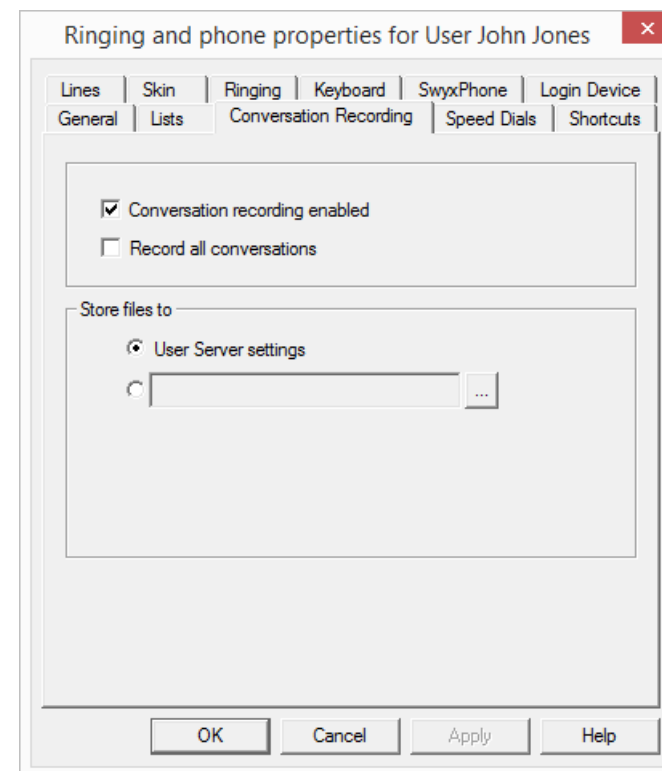 Ringing and phone properties for User John Jones
Lines Skin Ringing Keyboard SwyxPhone Login Device
General Lists Conversation Recording Speed Dials Shortcuts
Conversation recording enabled
Record all conversations
Store files to
User Server settings
...
OK Cancel Apply Help